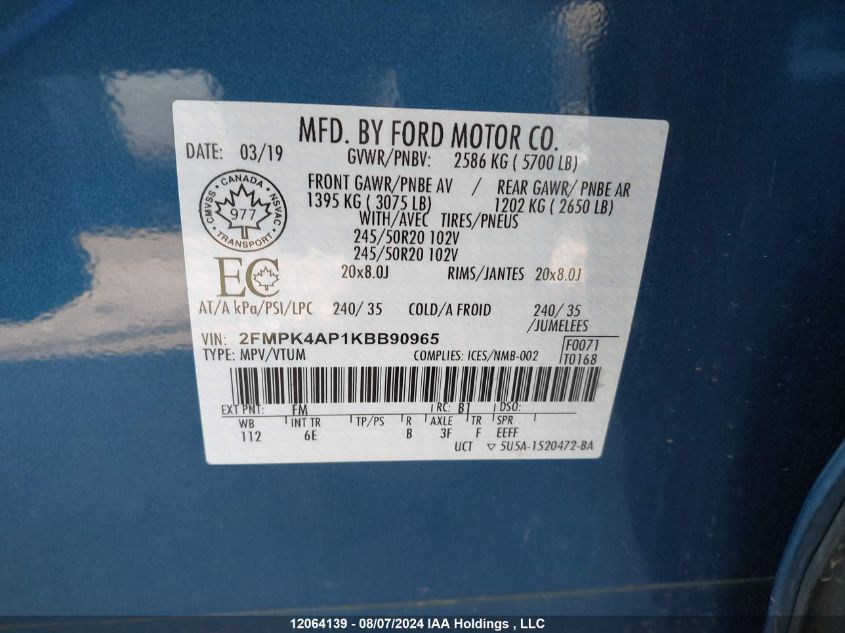 MFD. BY FORD MOTOR CO.
DATE: 03/19 GVWR/PNBV: 2586 KG ( 5700 LB)
FRONT GAWR/PNBE AV / REAR GAWR/ PNBE AR
1395 KG ( 3075 LB) 1202 KG ( 2650 LB)
WITH/AVEC TIRES/PNEUS
245/50R20 102V
245/50R20 102V
20x8.0J RIMS/JANTES 20x8.0J
CMVSS - CANADA - NSVAC
977
TRANSPORT
EC
AT/A kPa/PSI/LPC 240/ 35 COLD/A FROID 240/ 35
/JUMELEES
VIN: 2FMPK4AP1KBB90965 F0071
TYPE: MPV/VTUM COMPLIES: ICES/NMB-002 T0168
EXT PNT: FM RC: B1 DSO:
WB INT TR TP/PS R AXLE TR SPR
112 6E B 3F F EEFF
UCT ▽ 5U5A-1520472-BA
12064139 - 08/07/2024 IAA Holdings , LLC